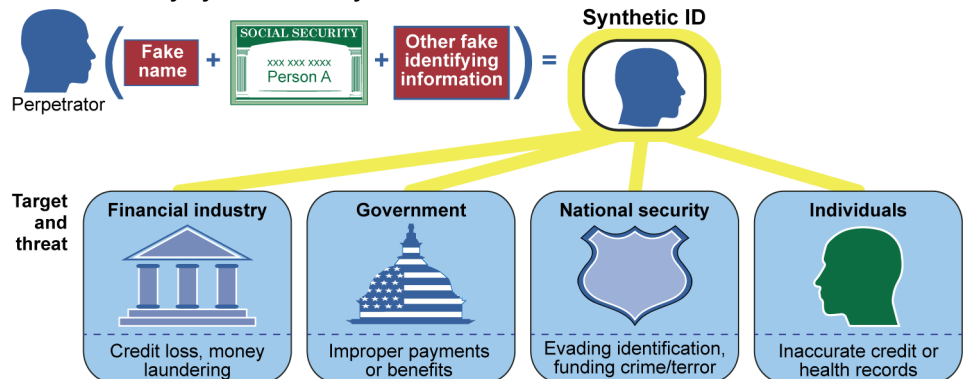 Synthetic ID
Fake
name
+
SOCIAL SECURITY
xxx xx xxxx
Person A
+
Other fake
identifying
information
=
Perpetrator
Target
and
threat
Financial industry
Credit loss, money
laundering
Government
Improper payments
or benefits
National security
Evading identification,
funding crime/terror
Individuals
Inaccurate credit or
health records